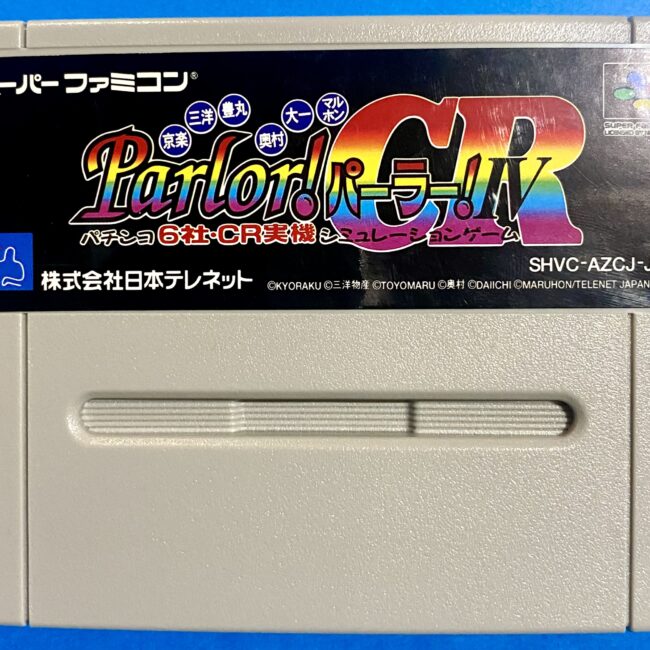 ーパーファミコン®
京楽 三洋 豊丸 奥村 大一 マルホン
Parlor! パーラー! IV CR
パチンコ6社・CR実機シミュレーションゲーム
SHVC-AZCJ-J
株式会社日本テレネット
©KYORAKU ©三洋物産 ©TOYOMARU ©奥村 ©DAIICHI ©MARUHON/TELENET JAPAN